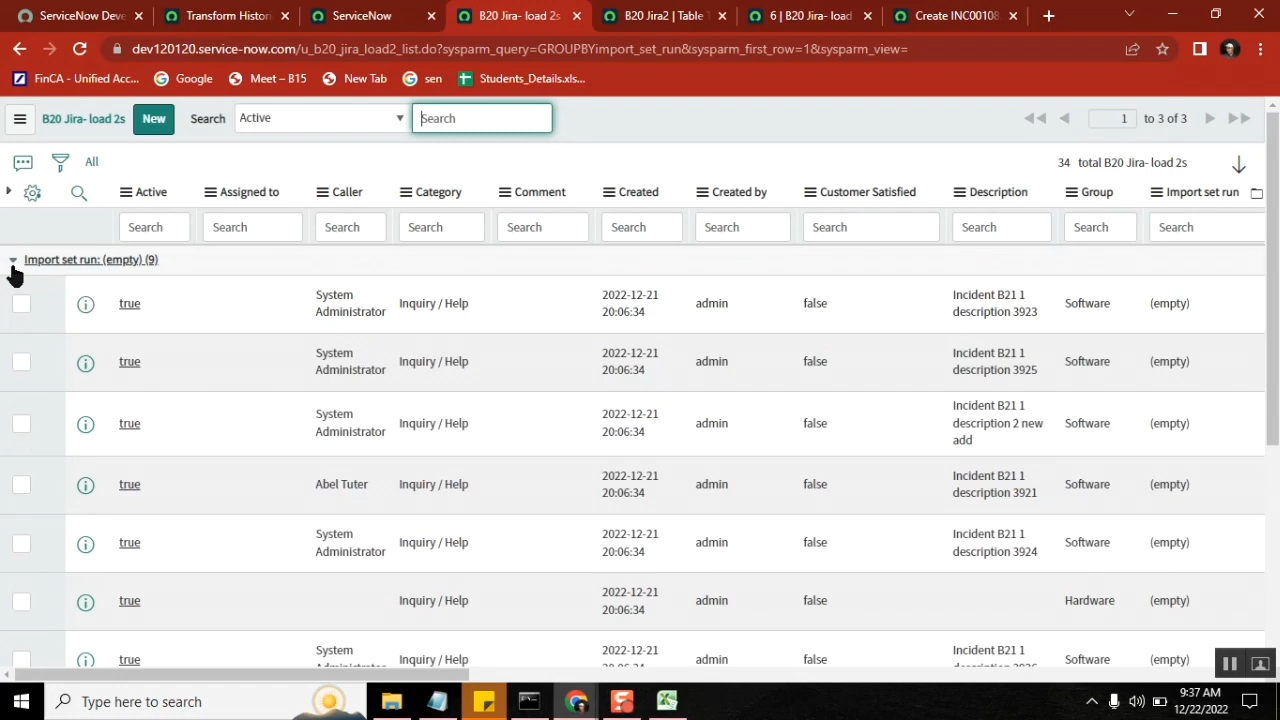 ServiceNow Deve
Transform Histori
ServiceNow
B20 Jira- load 2s
B20 Jira2 | Table T
6 | B20 Jira- load
Create INC00108
dev120120.service-now.com/u_b20_jira_load2_list.do?sysparm_query=GROUPBYimport_set_run&sysparm_first_row=1&sysparm_view=
FinCA - Unified Acc...
Google
Meet – B15
New Tab
sen
Students_Details.xls...
B20 Jira- load 2s
New
Search
Active
Search
1
to 3 of 3
All
34 total B20 Jira- load 2s
Active
Assigned to
Caller
Category
Comment
Created
Created by
Customer Satisfied
Description
Group
Import set run
Search
Search
Search
Search
Search
Search
Search
Search
Search
Search
Search
Import set run: (empty) (9)
true
System
Administrator
Inquiry / Help
2022-12-21
20:06:34
admin
false
Incident B21 1
description 3923
Software
(empty)
true
System
Administrator
Inquiry / Help
2022-12-21
20:06:34
admin
false
Incident B21 1
description 3925
Software
(empty)
true
System
Administrator
Inquiry / Help
2022-12-21
20:06:34
admin
false
Incident B21 1
description 2 new
add
Software
(empty)
true
Abel Tuter
Inquiry / Help
2022-12-21
20:06:34
admin
false
Incident B21 1
description 3921
Software
(empty)
true
System
Administrator
Inquiry / Help
2022-12-21
20:06:34
admin
false
Incident B21 1
description 3924
Software
(empty)
true
Inquiry / Help
2022-12-21
20:06:34
admin
false
Hardware
(empty)
true
System
Administrator
Inquiry / Help
2022-12-21
20:06:34
admin
false
Incident B21 1
description 3926
Software
(empty)
Type here to search
9:37 AM
12/22/2022